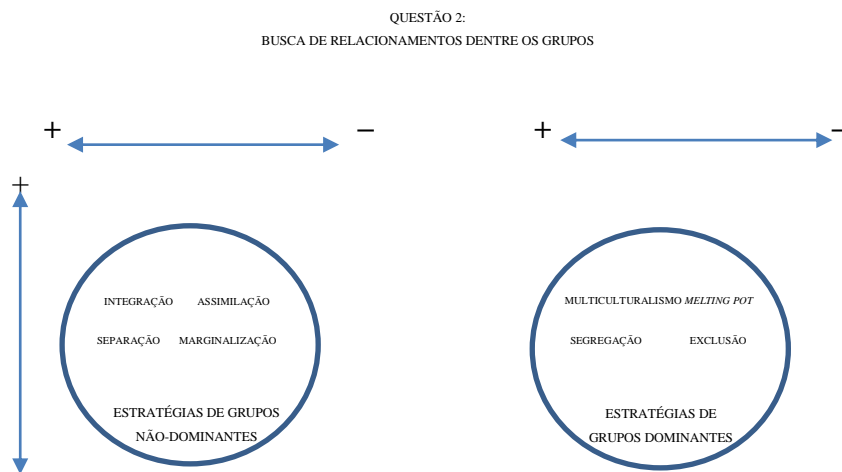 QUESTÃO 2:
BUSCA DE RELACIONAMENTOS DENTRE OS GRUPOS
+ − + −
+
INTEGRAÇÃO ASSIMILAÇÃO
SEPARAÇÃO MARGINALIZAÇÃO
ESTRATÉGIAS DE GRUPOS
NÃO-DOMINANTES
MULTICULTURALISMO MELTING POT
SEGREGAÇÃO EXCLUSÃO
ESTRATÉGIAS DE
GRUPOS DOMINANTES